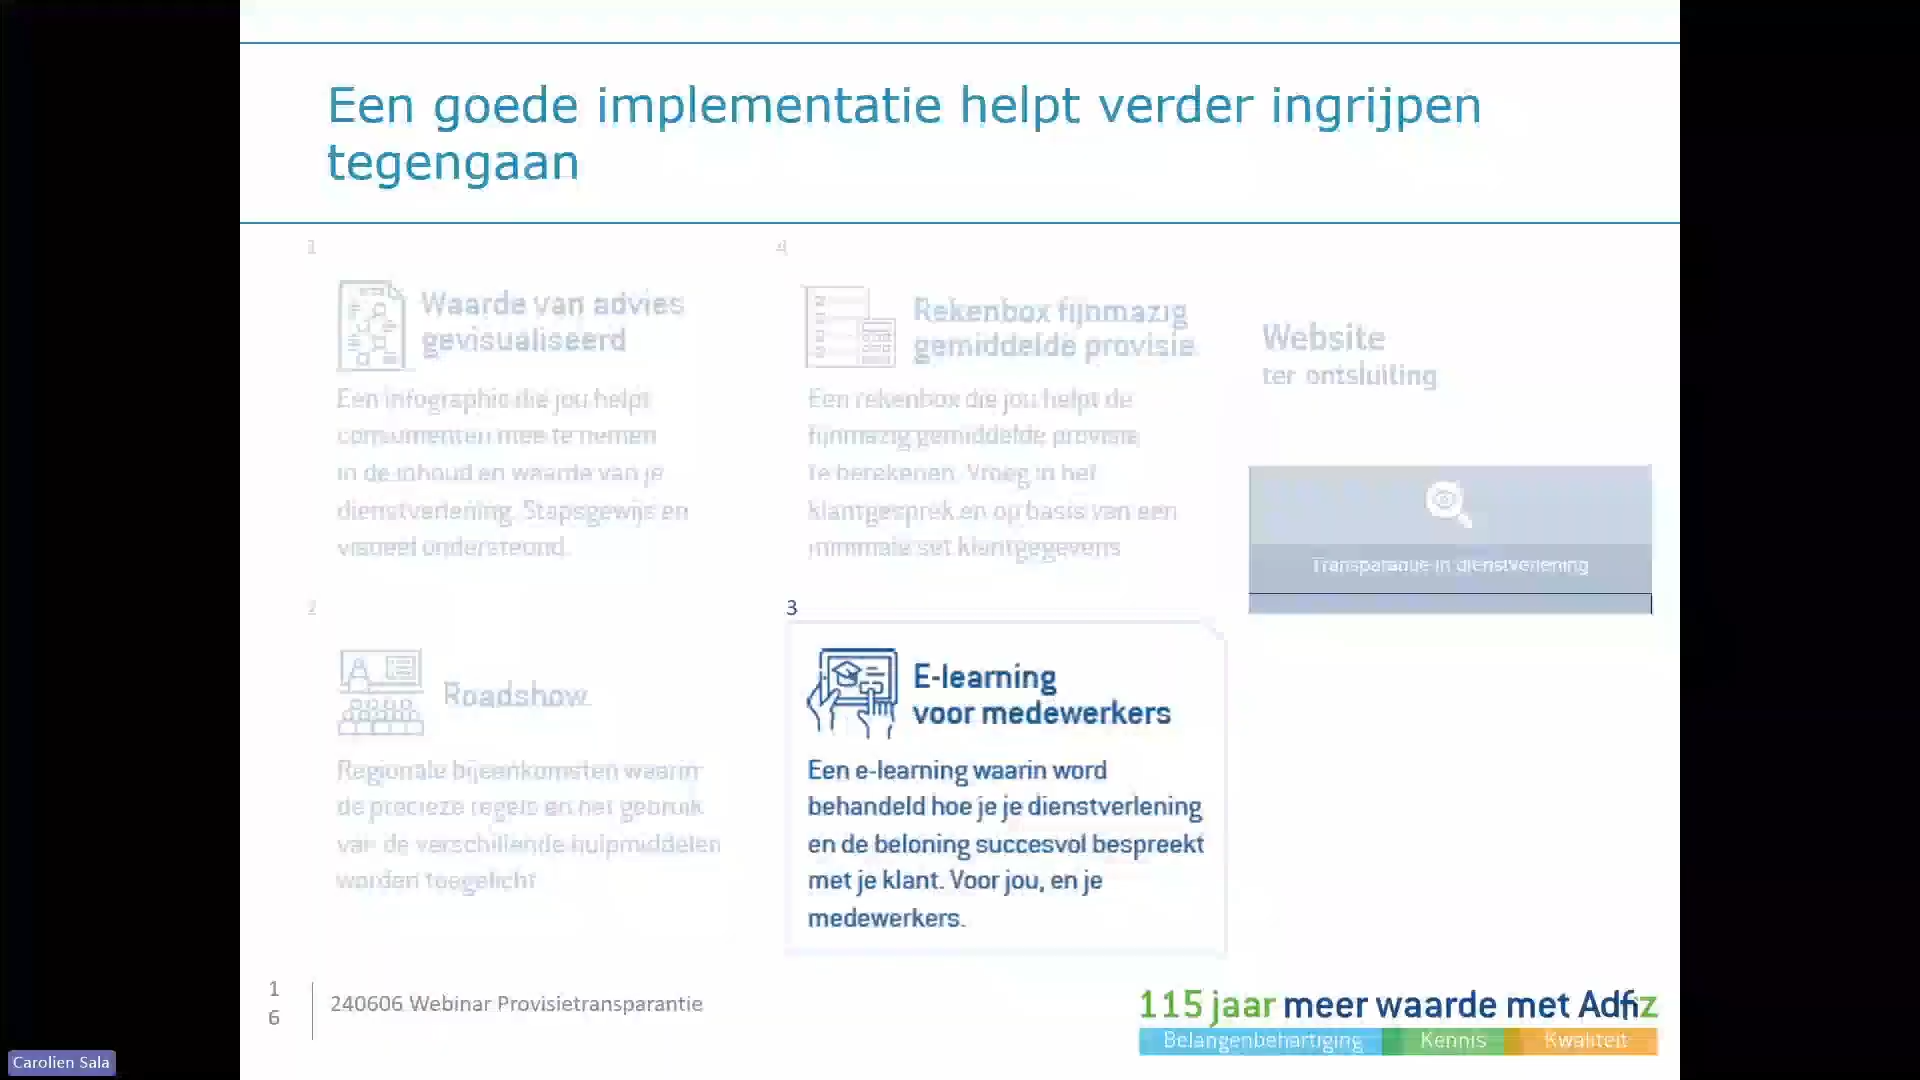 Een goede implementatie helpt verder ingrijpen
tegengaan
1
Waarde van advies
gevisualiseerd
Een infographic die jou helpt
consumenten mee te nemen
in de inhoud en waarde van je
dienstverlening. Stapsgewijs en
visueel ondersteund.
2
Roadshow
Regionale bijeenkomsten waarin
de precieze regels en het gebruik
van de verschillende hulpmiddelen
worden toegelicht
4
Rekenbox fijnmazig
gemiddelde provisie
Een rekenbox die jou helpt de
fijnmazig gemiddelde provisie
te berekenen. Vroeg in het
klantgesprek en op basis van een
minimale set klantgegevens
3
E-learning
voor medewerkers
Een e-learning waarin word
behandeld hoe je je dienstverlening
en de beloning succesvol bespreekt
met je klant. Voor jou, en je
medewerkers.
Website
ter ontsluiting
Transparantie in dienstverlening
1
6
240606 Webinar Provisietransparantie
115 jaar meer waarde met Adfiz
Belangenbehartiging Kennis Kwaliteit
Carolien Sala